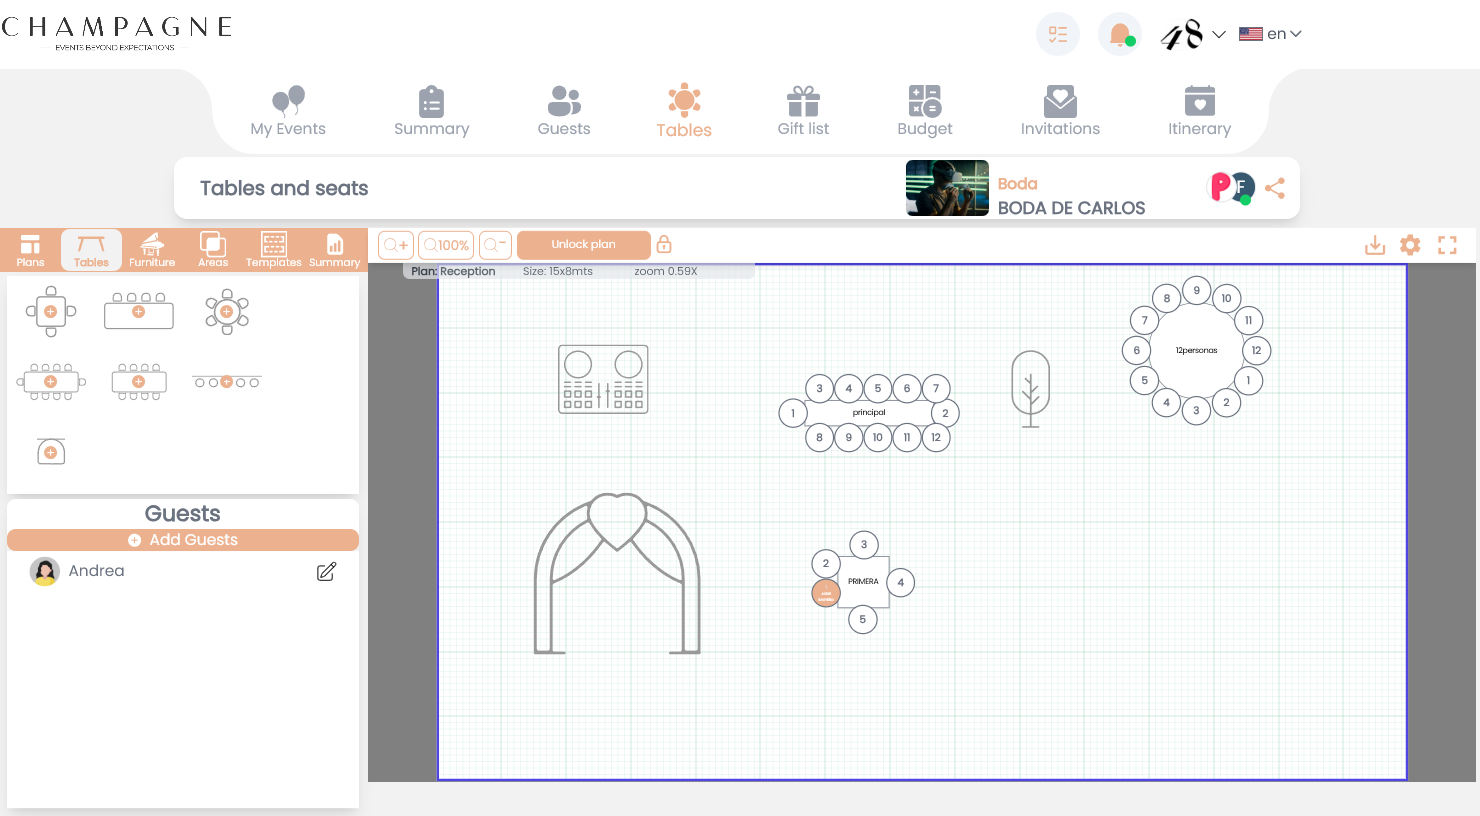 CHAMPAGNE
EVENTS BEYOND EXPECTATIONS
48
en
My Events
Summary
Guests
Tables
Gift list
Budget
Invitations
Itinerary
Tables and seats
Boda
BODA DE CARLOS
P
F
Plans
Tables
Furniture
Areas
Templates
Summary
100%
Unlock plan
Plan: Reception
Size: 15x8mts
zoom 0.59X
Guests
Add Guests
Andrea
3 4 5 6 7
1 principal 2
8 9 10 11 12
9
8 10
7 11
6 12personas 12
5 1
4 2
3
3
2
PRIMERA 4
5